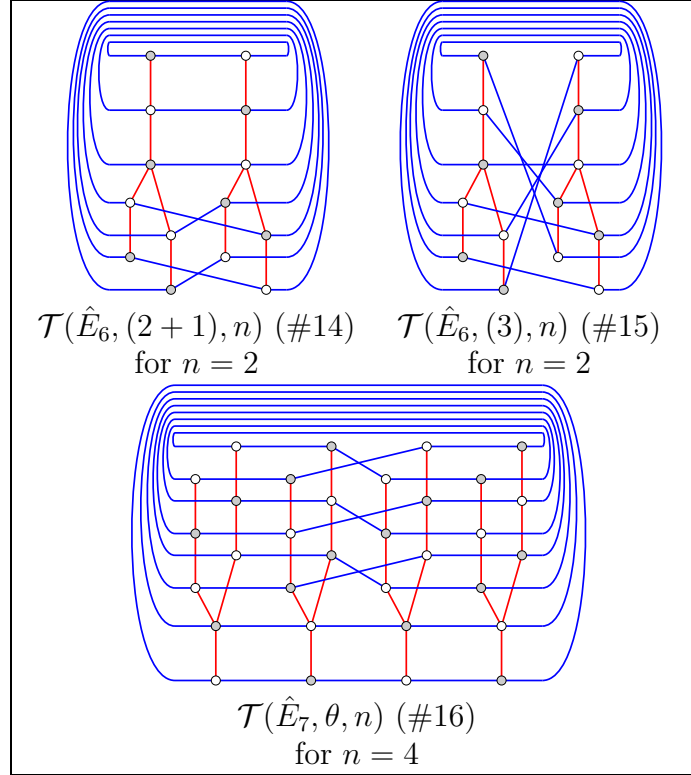 𝒯(Ê₆, (2 + 1), n) (#14)
for n = 2
𝒯(Ê₆, (3), n) (#15)
for n = 2
𝒯(Ê₇, θ, n) (#16)
for n = 4